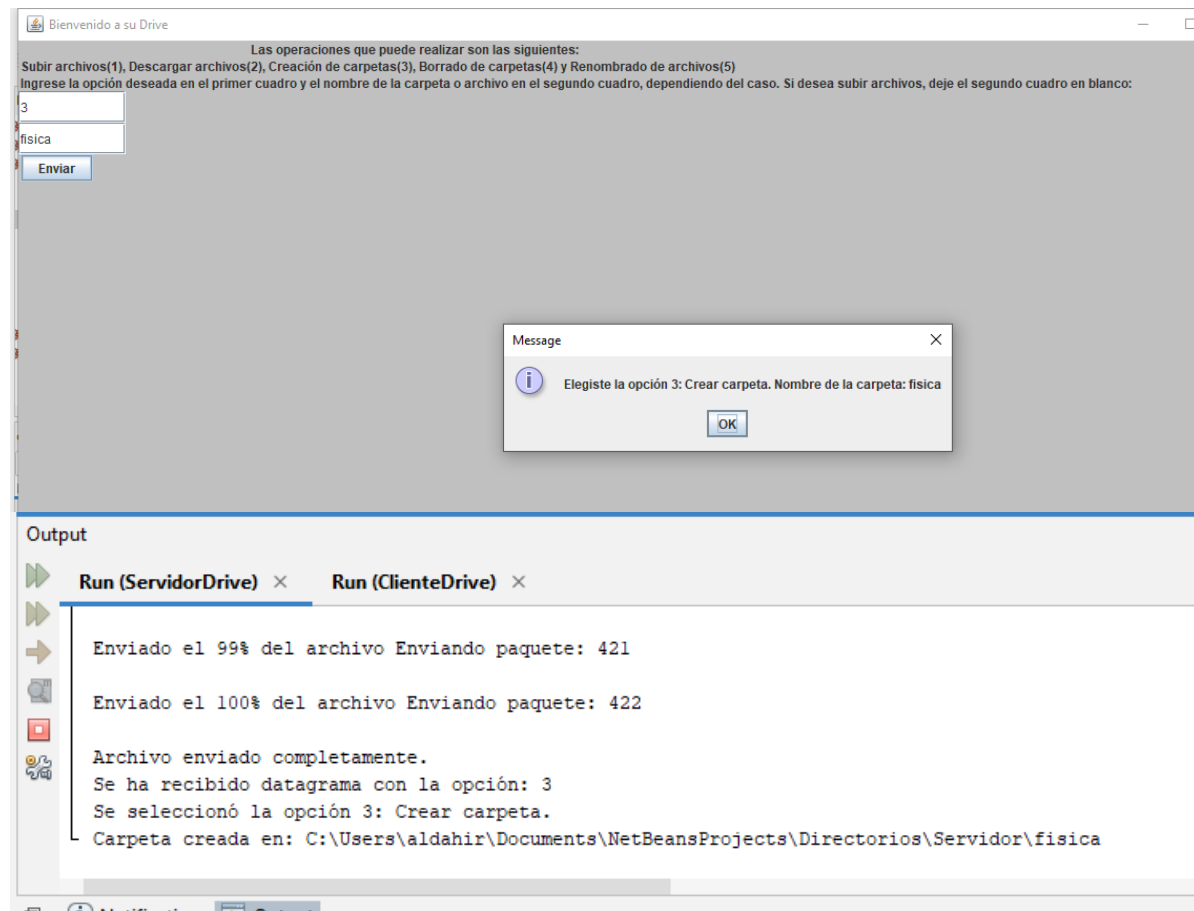 Bienvenido a su Drive
Las operaciones que puede realizar son las siguientes:
Subir archivos(1), Descargar archivos(2), Creación de carpetas(3), Borrado de carpetas(4) y Renombrado de archivos(5)
Ingrese la opción deseada en el primer cuadro y el nombre de la carpeta o archivo en el segundo cuadro, dependiendo del caso. Si desea subir archivos, deje el segundo cuadro en blanco:
3
fisica
Enviar
Message
Elegiste la opción 3: Crear carpeta. Nombre de la carpeta: fisica
OK
Output
Run (ServidorDrive) × Run (ClienteDrive) ×
Enviado el 99% del archivo Enviando paquete: 421
Enviado el 100% del archivo Enviando paquete: 422
Archivo enviado completamente.
Se ha recibido datagrama con la opción: 3
Se seleccionó la opción 3: Crear carpeta.
Carpeta creada en: C:\Users\aldahir\Documents\NetBeansProjects\Directorios\Servidor\fisica